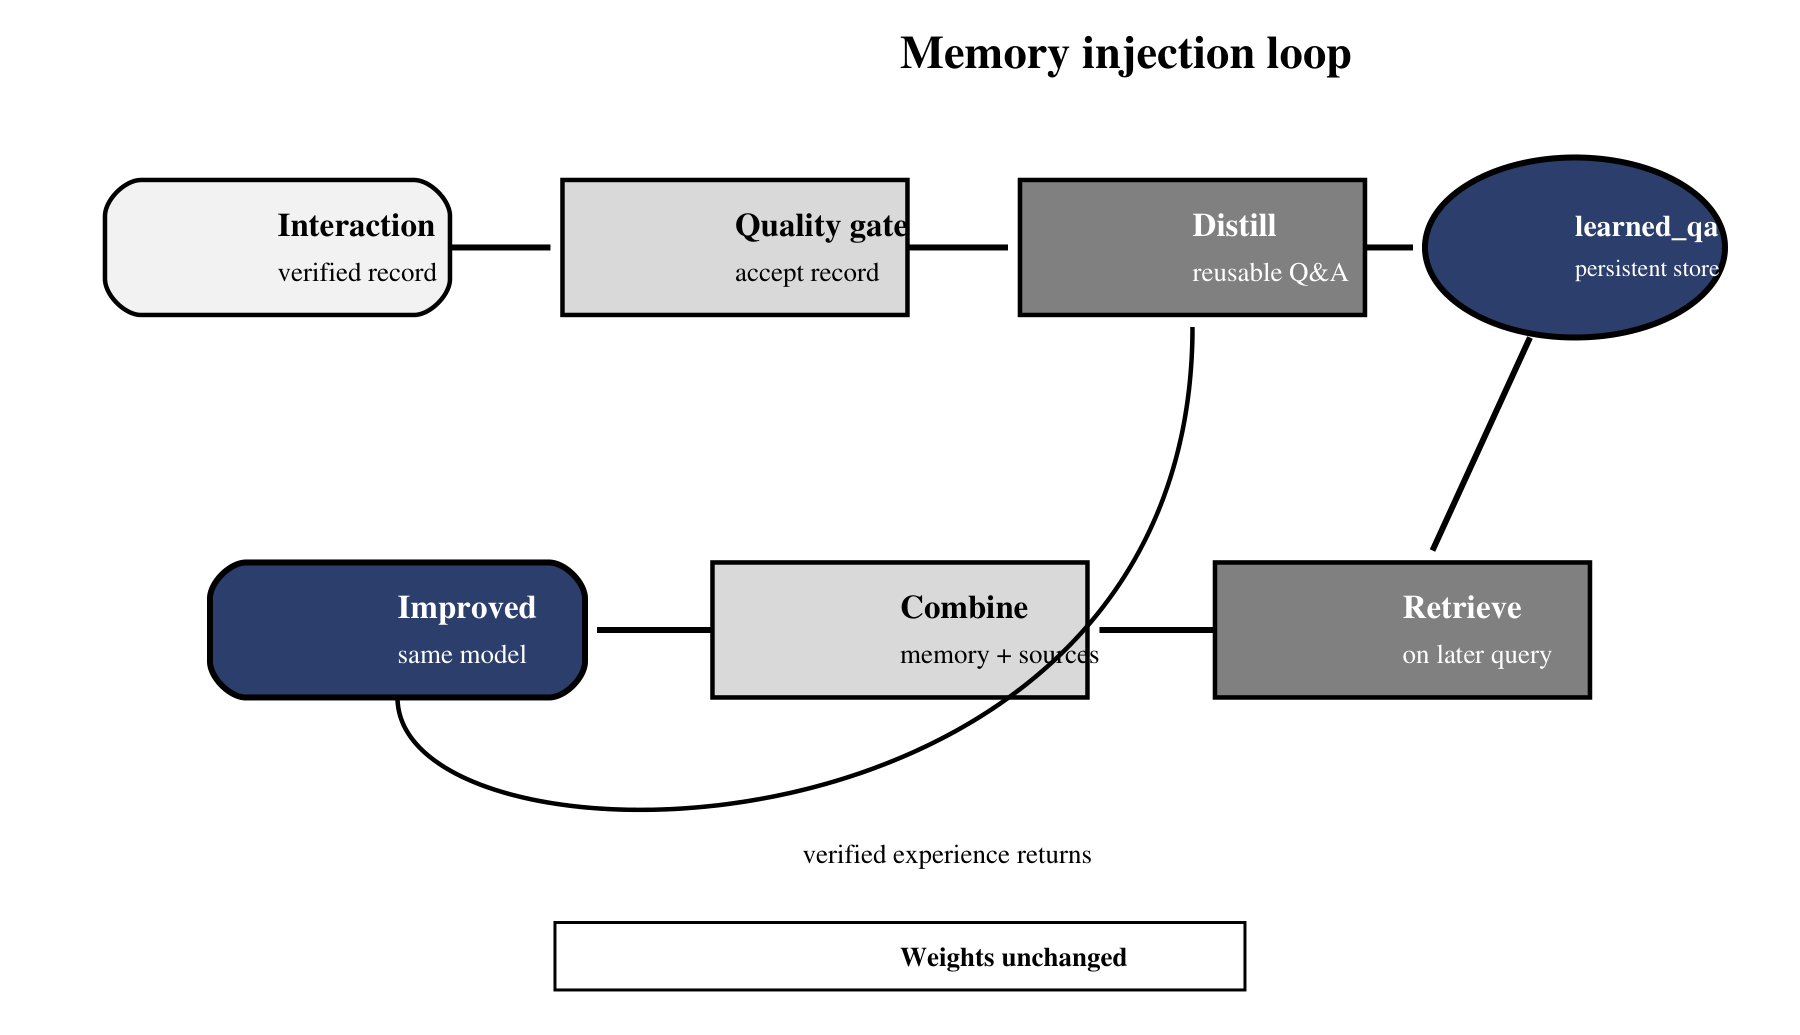 Memory injection loop
Interaction
verified record
Quality gate
accept record
Distill
reusable Q&A
learned_qa
persistent store
Improved
same model
Combine
memory + sources
Retrieve
on later query
verified experience returns
Weights unchanged